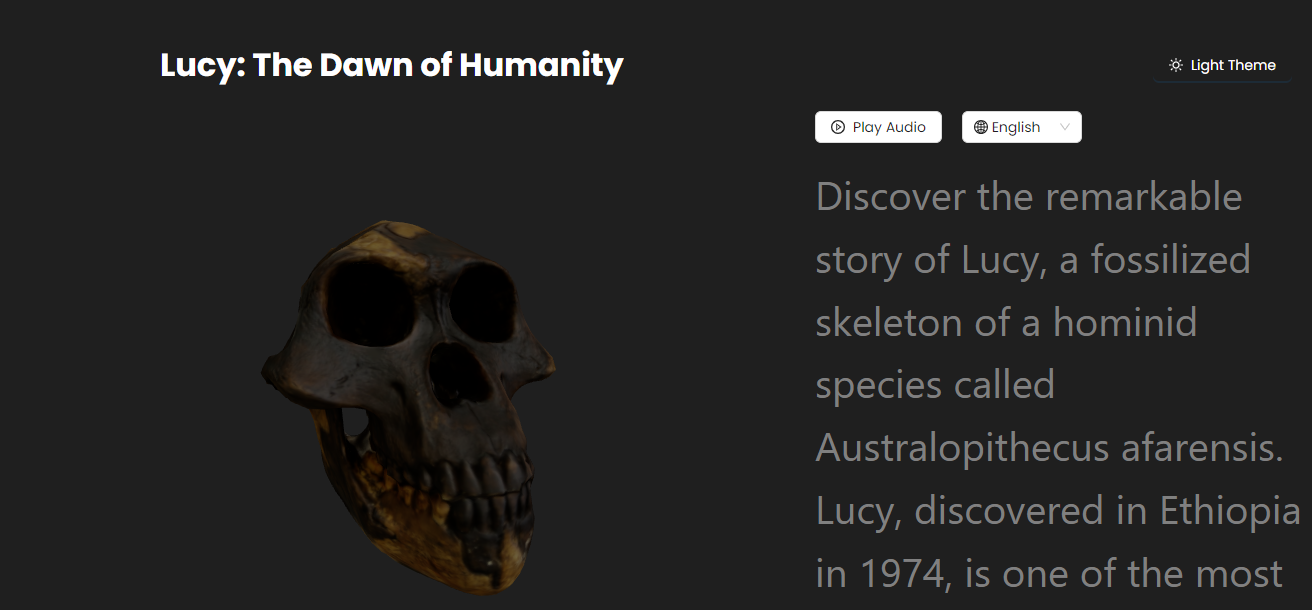 Lucy: The Dawn of Humanity
Light Theme
Play Audio
English
Discover the remarkable
story of Lucy, a fossilized
skeleton of a hominid
species called
Australopithecus afarensis.
Lucy, discovered in Ethiopia
in 1974, is one of the most